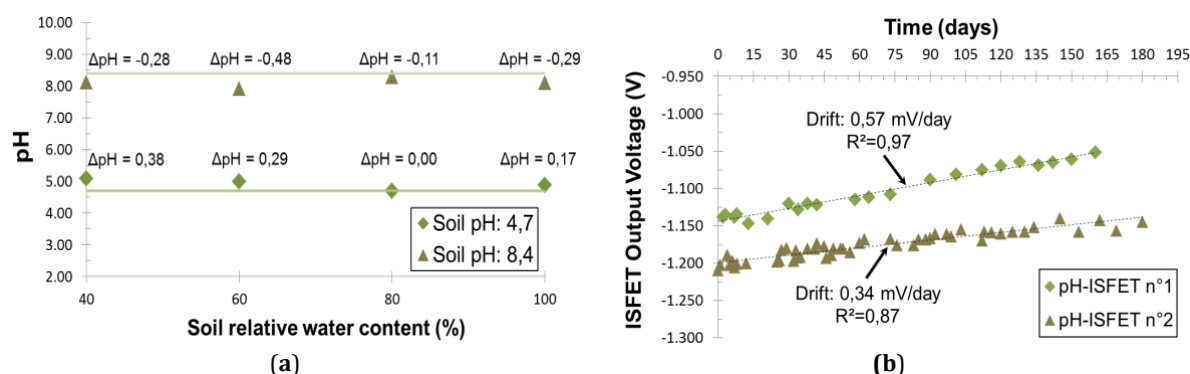 10.00
9.00
8.00
7.00
6.00
5.00
4.00
3.00
2.00
pH
ΔpH = -0,28
ΔpH = -0,48
ΔpH = -0,11
ΔpH = -0,29
ΔpH = 0,38
ΔpH = 0,29
ΔpH = 0,00
ΔpH = 0,17
Soil pH: 4,7
Soil pH: 8,4
40 60 80 100
Soil relative water content (%)
(a)
Time (days)
0 15 30 45 60 75 90 105 120 135 150 165 180 195
-0.950
-1.000
-1.050
-1.100
-1.150
-1.200
-1.250
-1.300
ISFET Output Voltage (V)
Drift: 0,57 mV/day
R²=0,97
Drift: 0,34 mV/day
R²=0,87
pH-ISFET n°1
pH-ISFET n°2
(b)